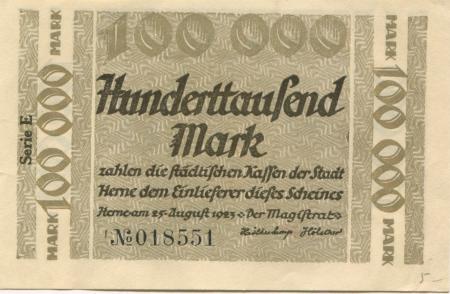 100 000
MARK 100 000 MARK
Serie E
Hunderttausend
Mark
zahlen die städtischen Kassen der Stadt
Herne dem Einlieferer dieses Scheines
Herne am 25. August 1923 Der Magistrat
№ 018551
MARK 100 000 MARK
5-